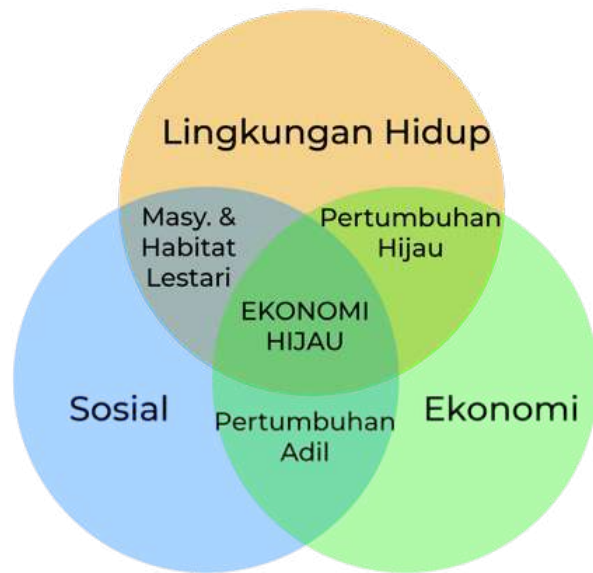 Lingkungan Hidup
Masy. &
Habitat
Lestari
Pertumbuhan
Hijau
EKONOMI
HIJAU
Sosial
Pertumbuhan
Adil
Ekonomi